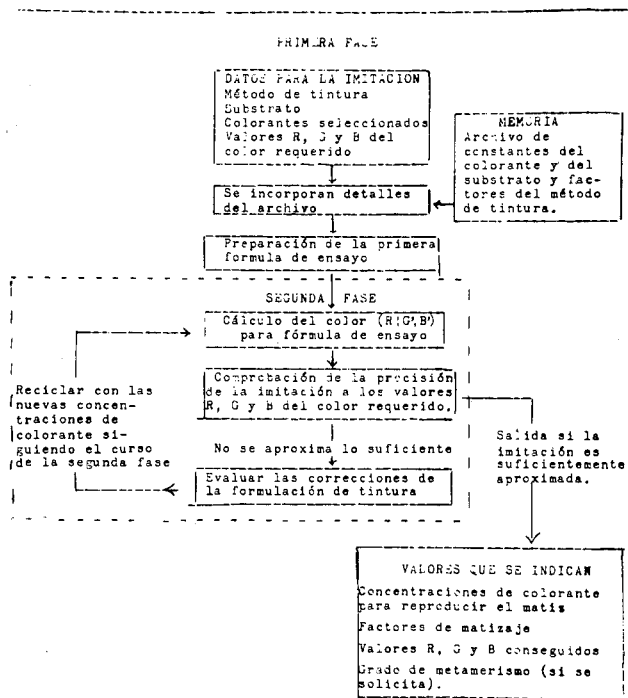 PRIMERA FASE
DATOS PARA LA IMITACION
Método de tintura
Substrato
Colorantes seleccionados
Valores R, G y B del
color requerido
MEMORIA
Archivo de
constantes del
colorante y del
substrato y fac-
tores del método
de tintura.
Se incorporan detalles
del archivo
Preparación de la primera
formula de ensayo
SEGUNDA FASE
Cálculo del color (R',G',B')
para fórmula de ensayo
Comprobación de la precisión
de la imitación a los valores
R, G y B del color requerido.
Reciclar con las
nuevas concen-
traciones de
colorante si-
guiendo el curso
de la segunda fase
No se aproxima lo suficiente
Evaluar las correcciones de
la formulación de tintura
Salida si la
imitación es
suficientemente
aproximada.
VALORES QUE SE INDICAN
Concentraciones de colorante
para reproducir el matis
Factores de matizaje
Valores R, G y B conseguidos
Grado de metamerismo (si se
solicita).